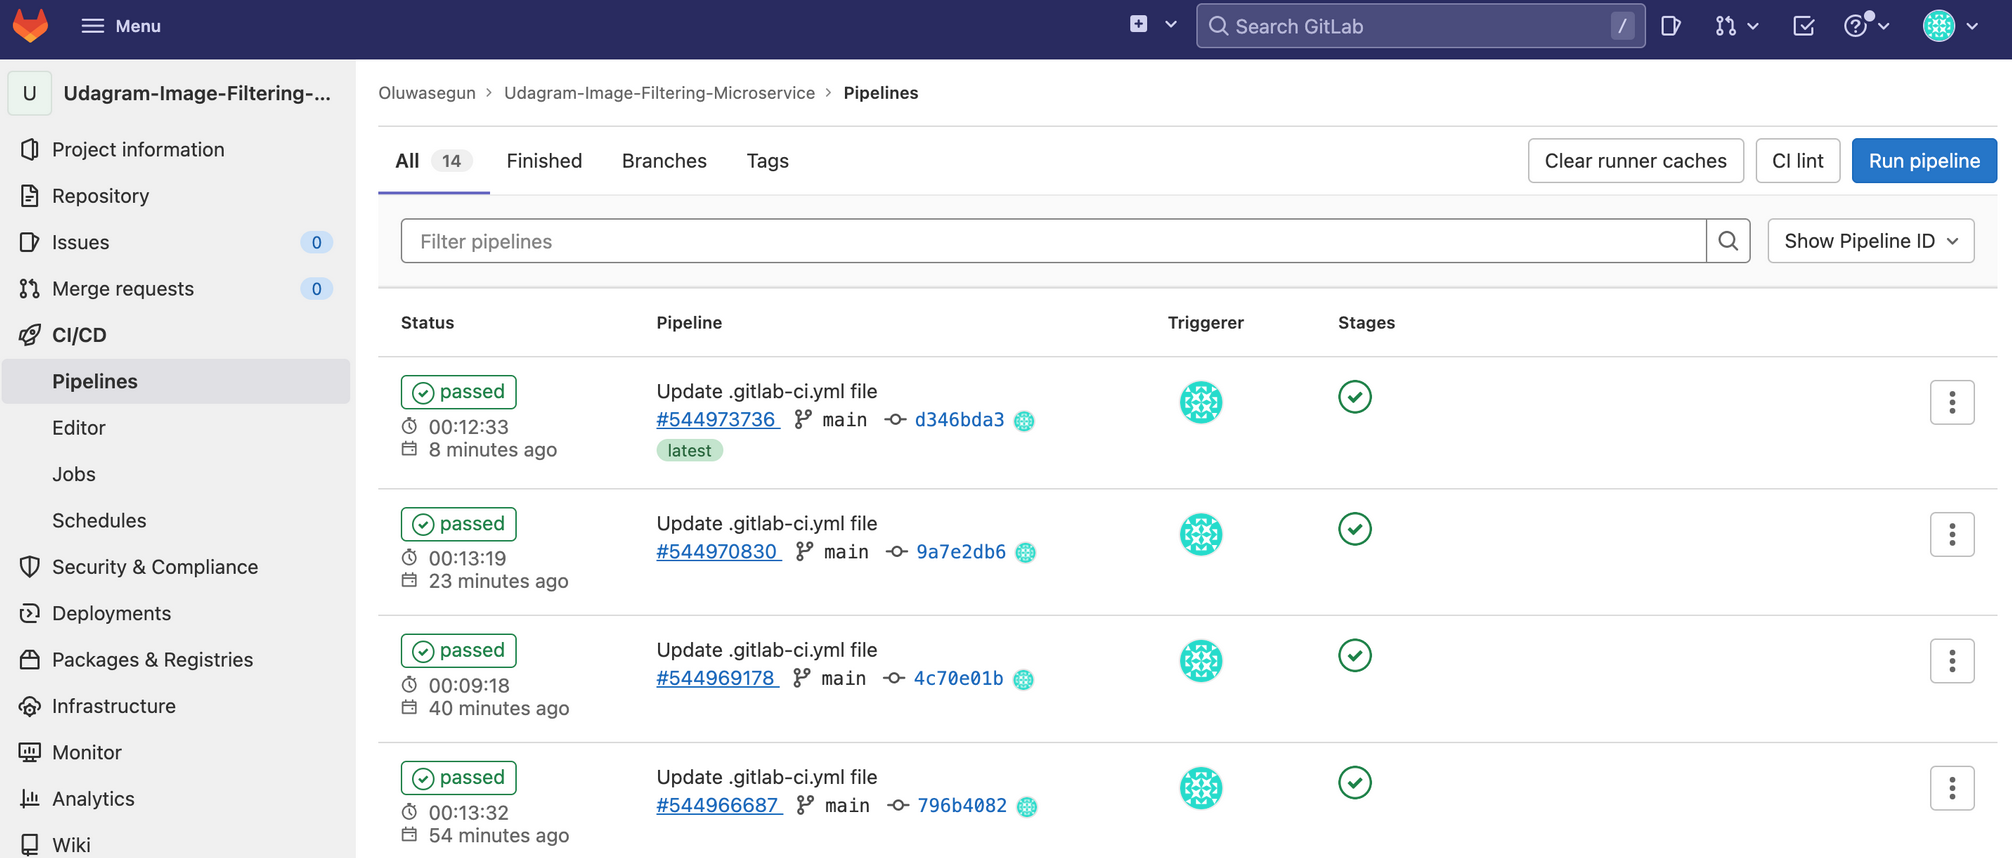 Menu
Search GitLab /
U Udagram-Image-Filtering-...
Project information
Repository
Issues 0
Merge requests 0
CI/CD
Pipelines
Editor
Jobs
Schedules
Security & Compliance
Deployments
Packages & Registries
Infrastructure
Monitor
Analytics
Wiki
Oluwasegun › Udagram-Image-Filtering-Microservice › Pipelines
All 14 Finished Branches Tags
Clear runner caches CI lint Run pipeline
Filter pipelines
Show Pipeline ID
Status Pipeline Triggerer Stages
passed
00:12:33
8 minutes ago
Update .gitlab-ci.yml file
#544973736 main d346bda3
latest
passed
00:13:19
23 minutes ago
Update .gitlab-ci.yml file
#544970830 main 9a7e2db6
passed
00:09:18
40 minutes ago
Update .gitlab-ci.yml file
#544969178 main 4c70e01b
passed
00:13:32
54 minutes ago
Update .gitlab-ci.yml file
#544966687 main 796b4082